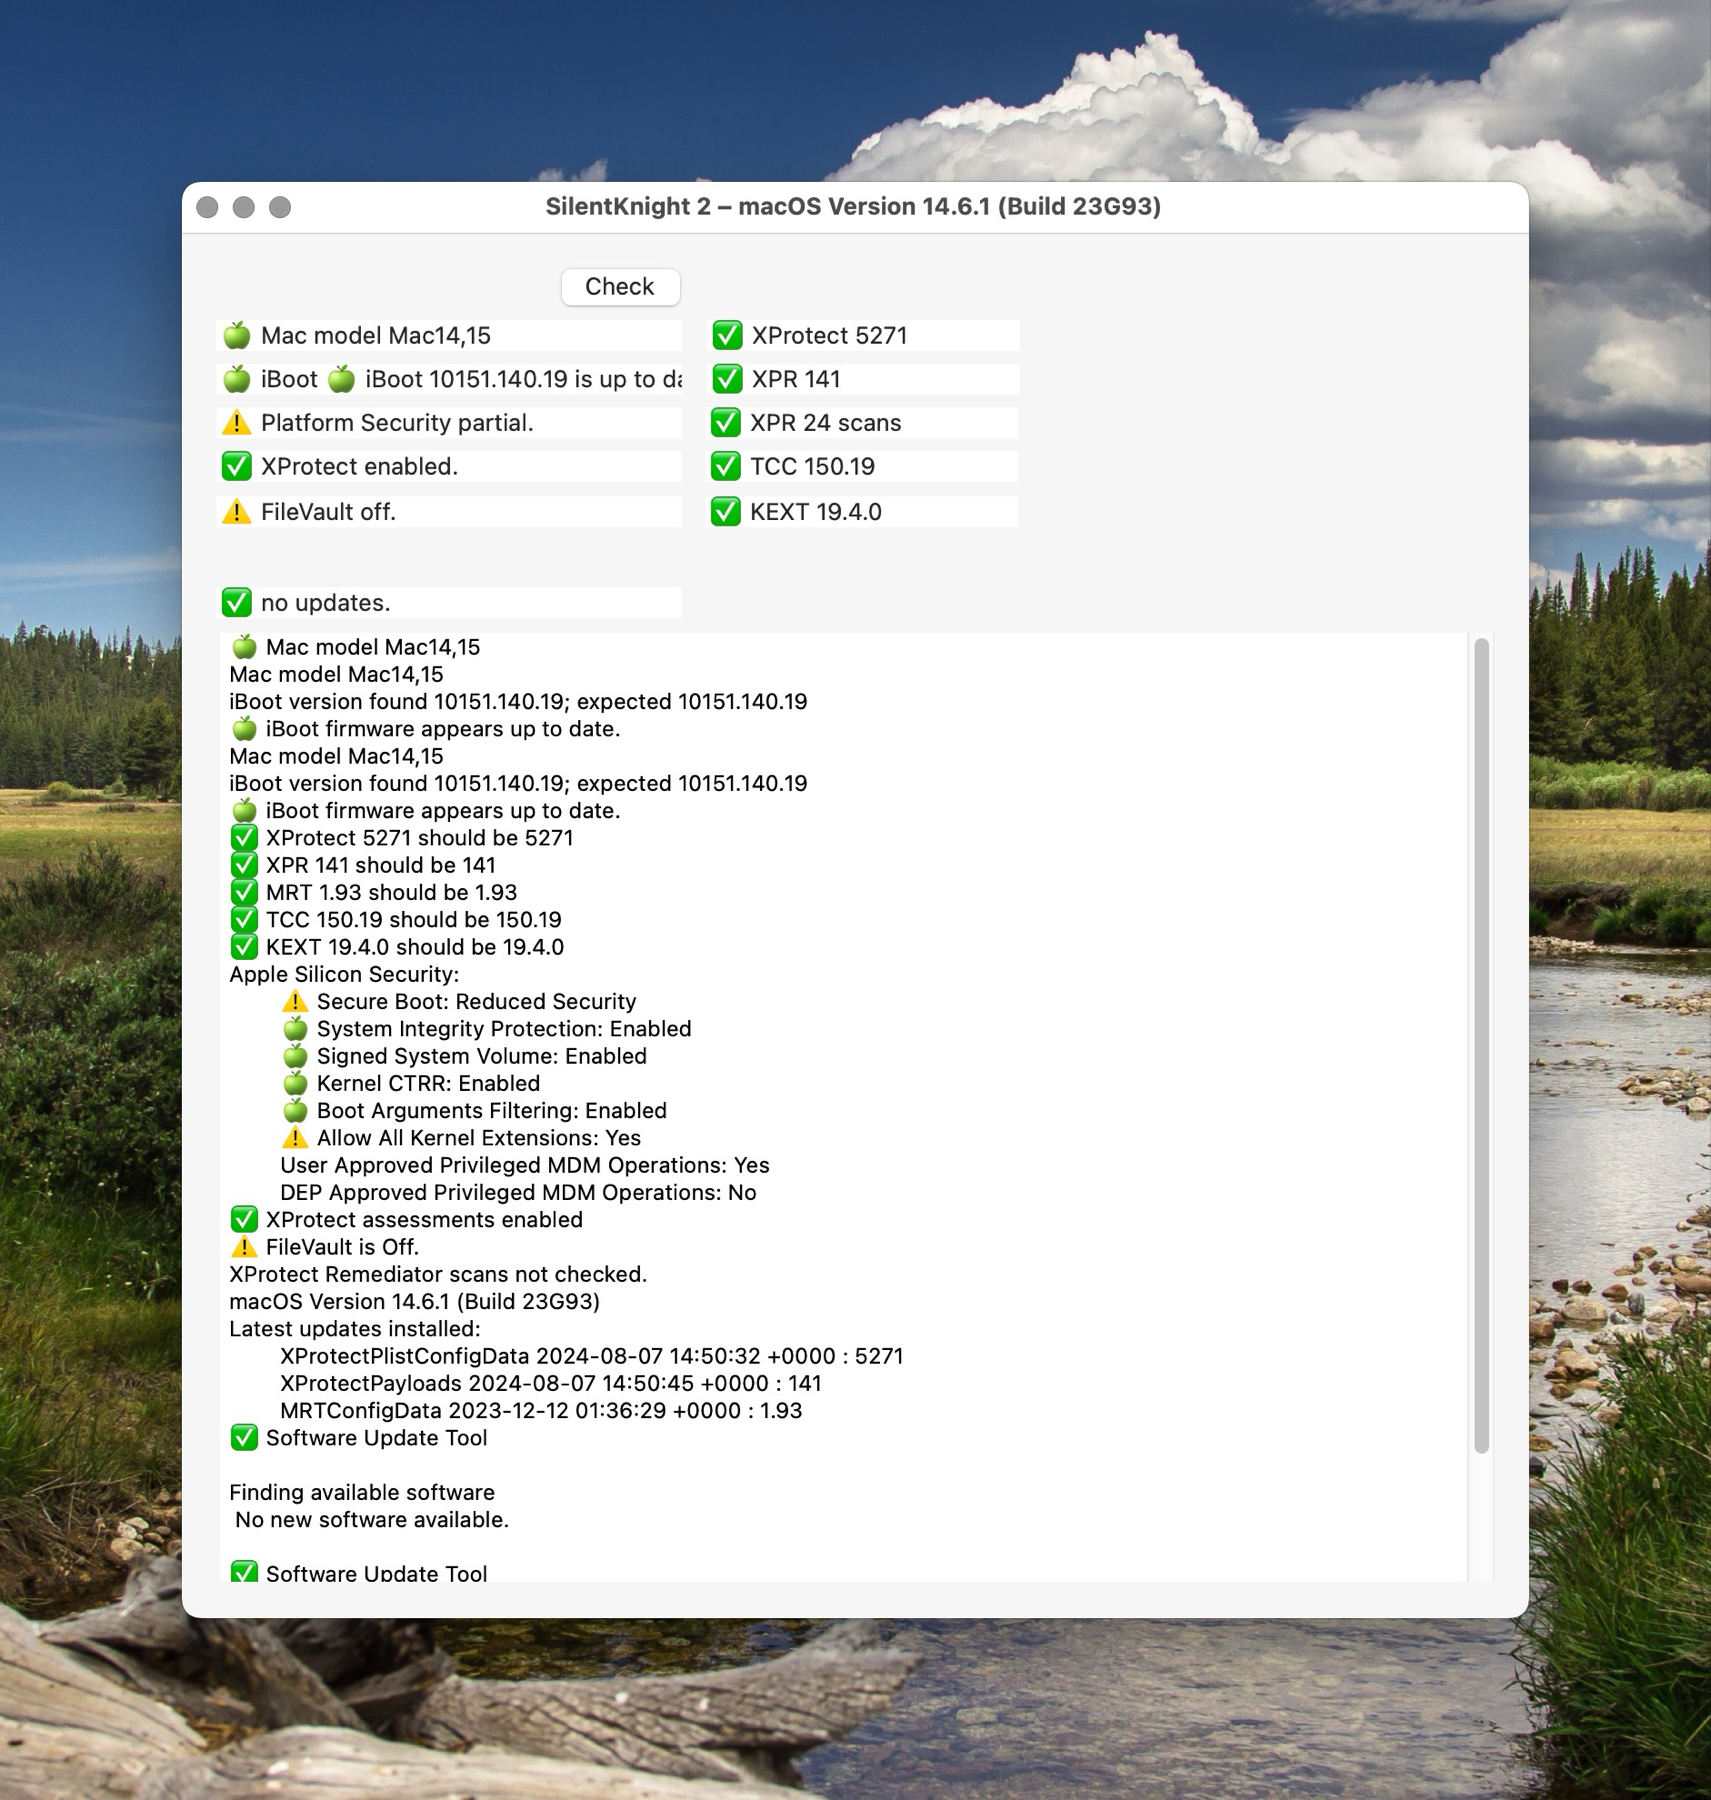 SilentKnight 2 – macOS Version 14.6.1 (Build 23G93)
Check
Mac model Mac14,15
XProtect 5271
iBoot iBoot 10151.140.19 is up to
XPR 141
Platform Security partial.
XPR 24 scans
XProtect enabled.
TCC 150.19
FileVault off.
KEXT 19.4.0
no updates.
Mac model Mac14,15
Mac model Mac14,15
iBoot version found 10151.140.19; expected 10151.140.19
iBoot firmware appears up to date.
Mac model Mac14,15
iBoot version found 10151.140.19; expected 10151.140.19
iBoot firmware appears up to date.
XProtect 5271 should be 5271
XPR 141 should be 141
MRT 1.93 should be 1.93
TCC 150.19 should be 150.19
KEXT 19.4.0 should be 19.4.0
Apple Silicon Security:
Secure Boot: Reduced Security
System Integrity Protection: Enabled
Signed System Volume: Enabled
Kernel CTRR: Enabled
Boot Arguments Filtering: Enabled
Allow All Kernel Extensions: Yes
User Approved Privileged MDM Operations: Yes
DEP Approved Privileged MDM Operations: No
XProtect assessments enabled
FileVault is Off.
XProtect Remediator scans not checked.
macOS Version 14.6.1 (Build 23G93)
Latest updates installed:
XProtectPlistConfigData 2024-08-07 14:50:32 +0000 : 5271
XProtectPayloads 2024-08-07 14:50:45 +0000 : 141
MRTConfigData 2023-12-12 01:36:29 +0000 : 1.93
Software Update Tool
Finding available software
No new software available.
Software Update Tool